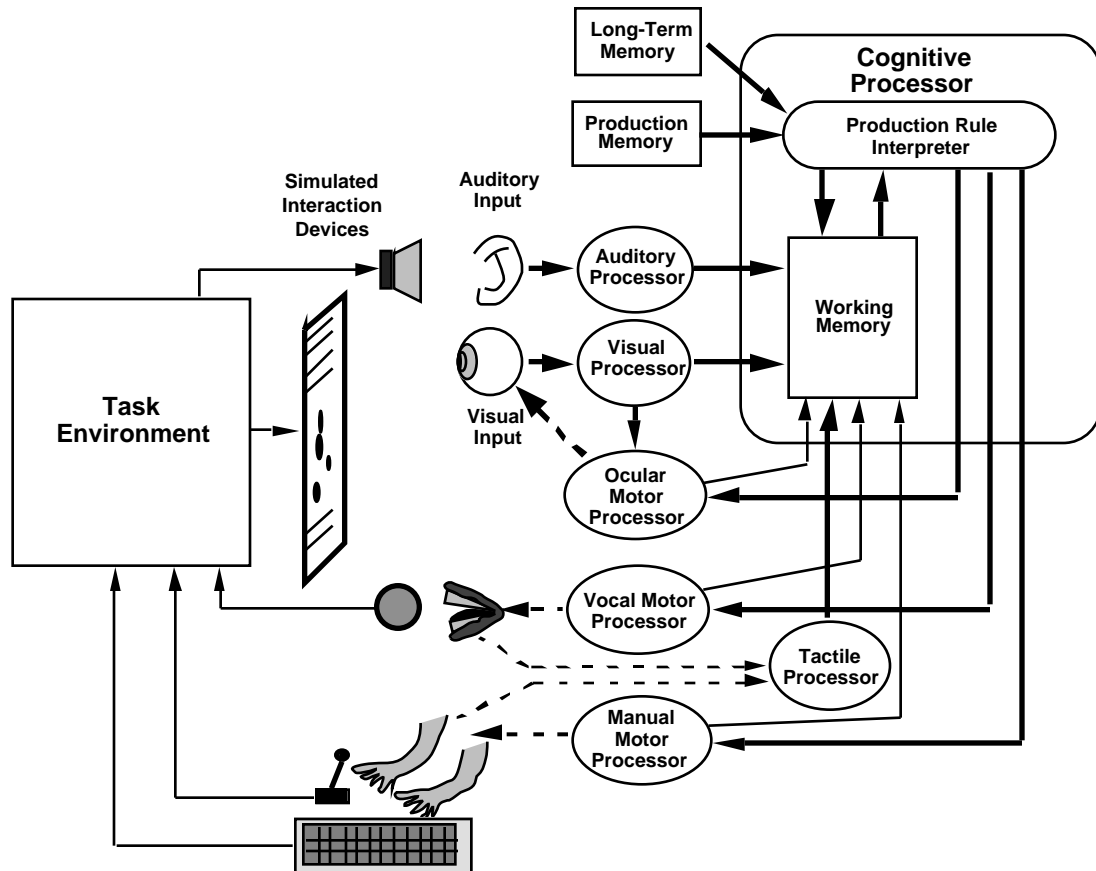 Long-Term
Memory
Cognitive
Processor
Production
Memory
Production Rule
Interpreter
Simulated
Interaction
Devices
Auditory
Input
Auditory
Processor
Working
Memory
Visual
Processor
Visual
Input
Task
Environment
Ocular
Motor
Processor
Vocal Motor
Processor
Tactile
Processor
Manual
Motor
Processor